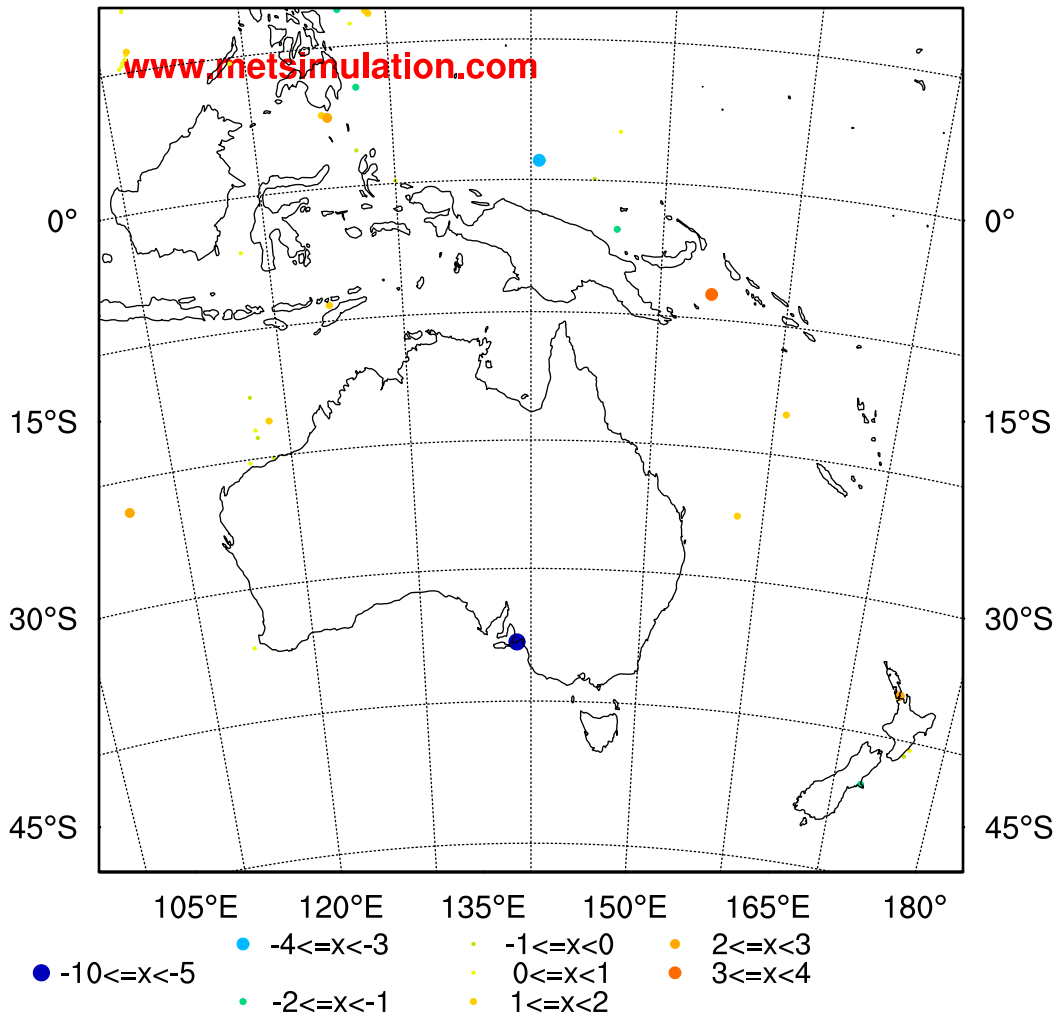 www.metsimulation.com
0° 0°
15°S 15°S
30°S 30°S
45°S 45°S
105°E 120°E 135°E 150°E 165°E 180°
-4<=x<-3 -1<=x<0 2<=x<3
-10<=x<-5 0<=x<1 3<=x<4
-2<=x<-1 1<=x<2